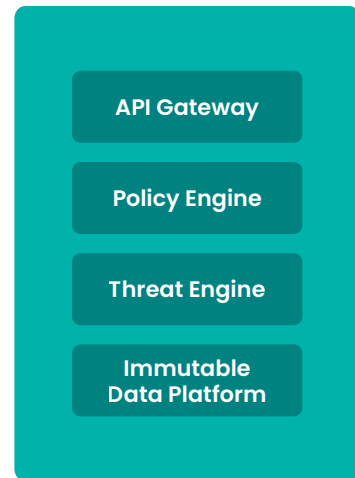 API Gateway
Policy Engine
Threat Engine
Immutable
Data Platform